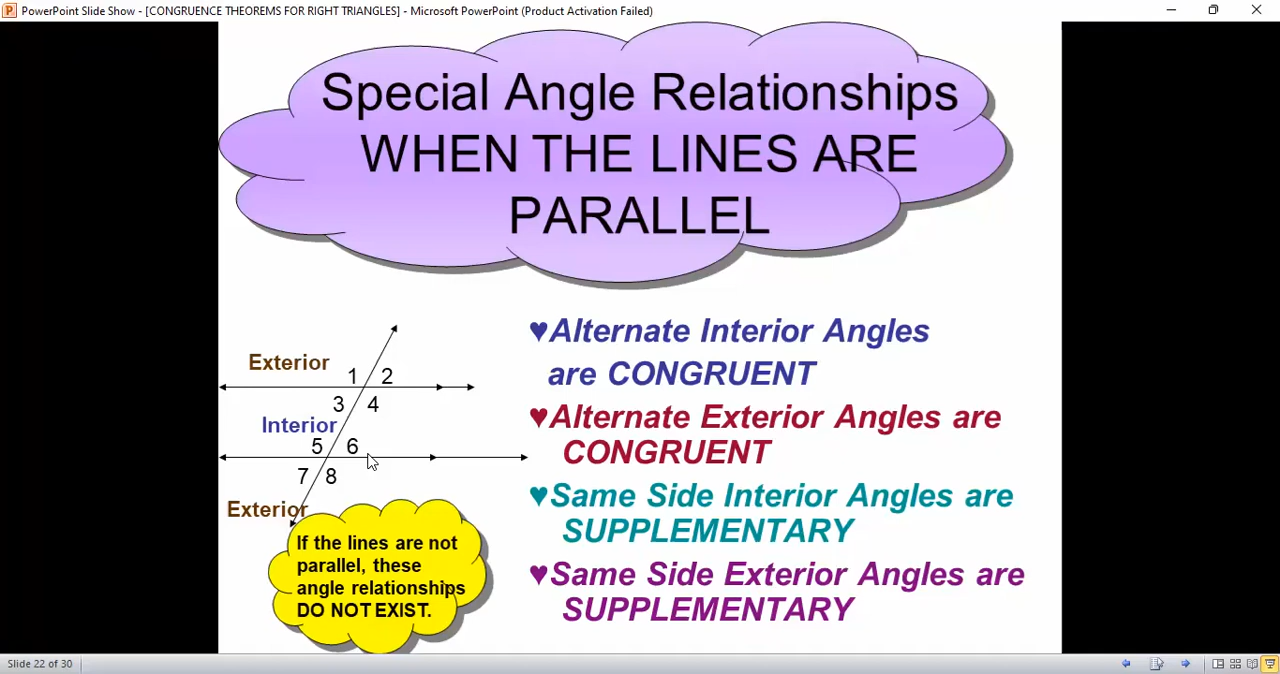 PowerPoint Slide Show - [CONGRUENCE THEOREMS FOR RIGHT TRIANGLES] - Microsoft PowerPoint (Product Activation Failed)
Special Angle Relationships
WHEN THE LINES ARE
PARALLEL
Exterior
1 2
3 4
Interior
5 6
7 8
Exterior
If the lines are not
parallel, these
angle relationships
DO NOT EXIST.
♥Alternate Interior Angles
are CONGRUENT
♥Alternate Exterior Angles are
CONGRUENT
♥Same Side Interior Angles are
SUPPLEMENTARY
♥Same Side Exterior Angles are
SUPPLEMENTARY
Slide 22 of 30